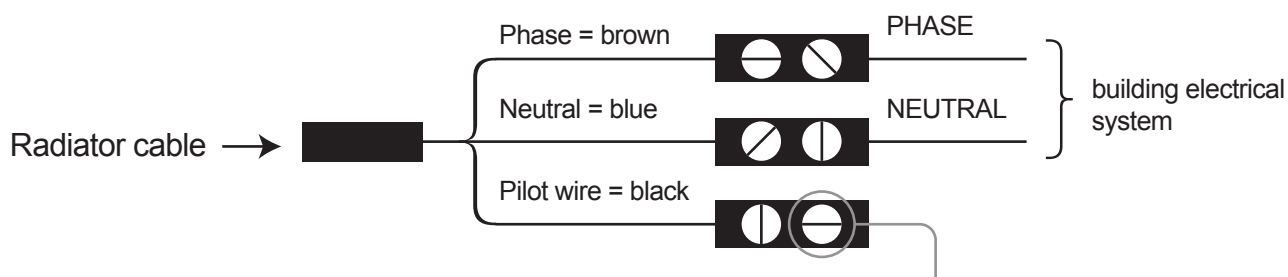 Phase = brown
PHASE
Neutral = blue
NEUTRAL
building electrical
system
Radiator cable
Pilot wire = black